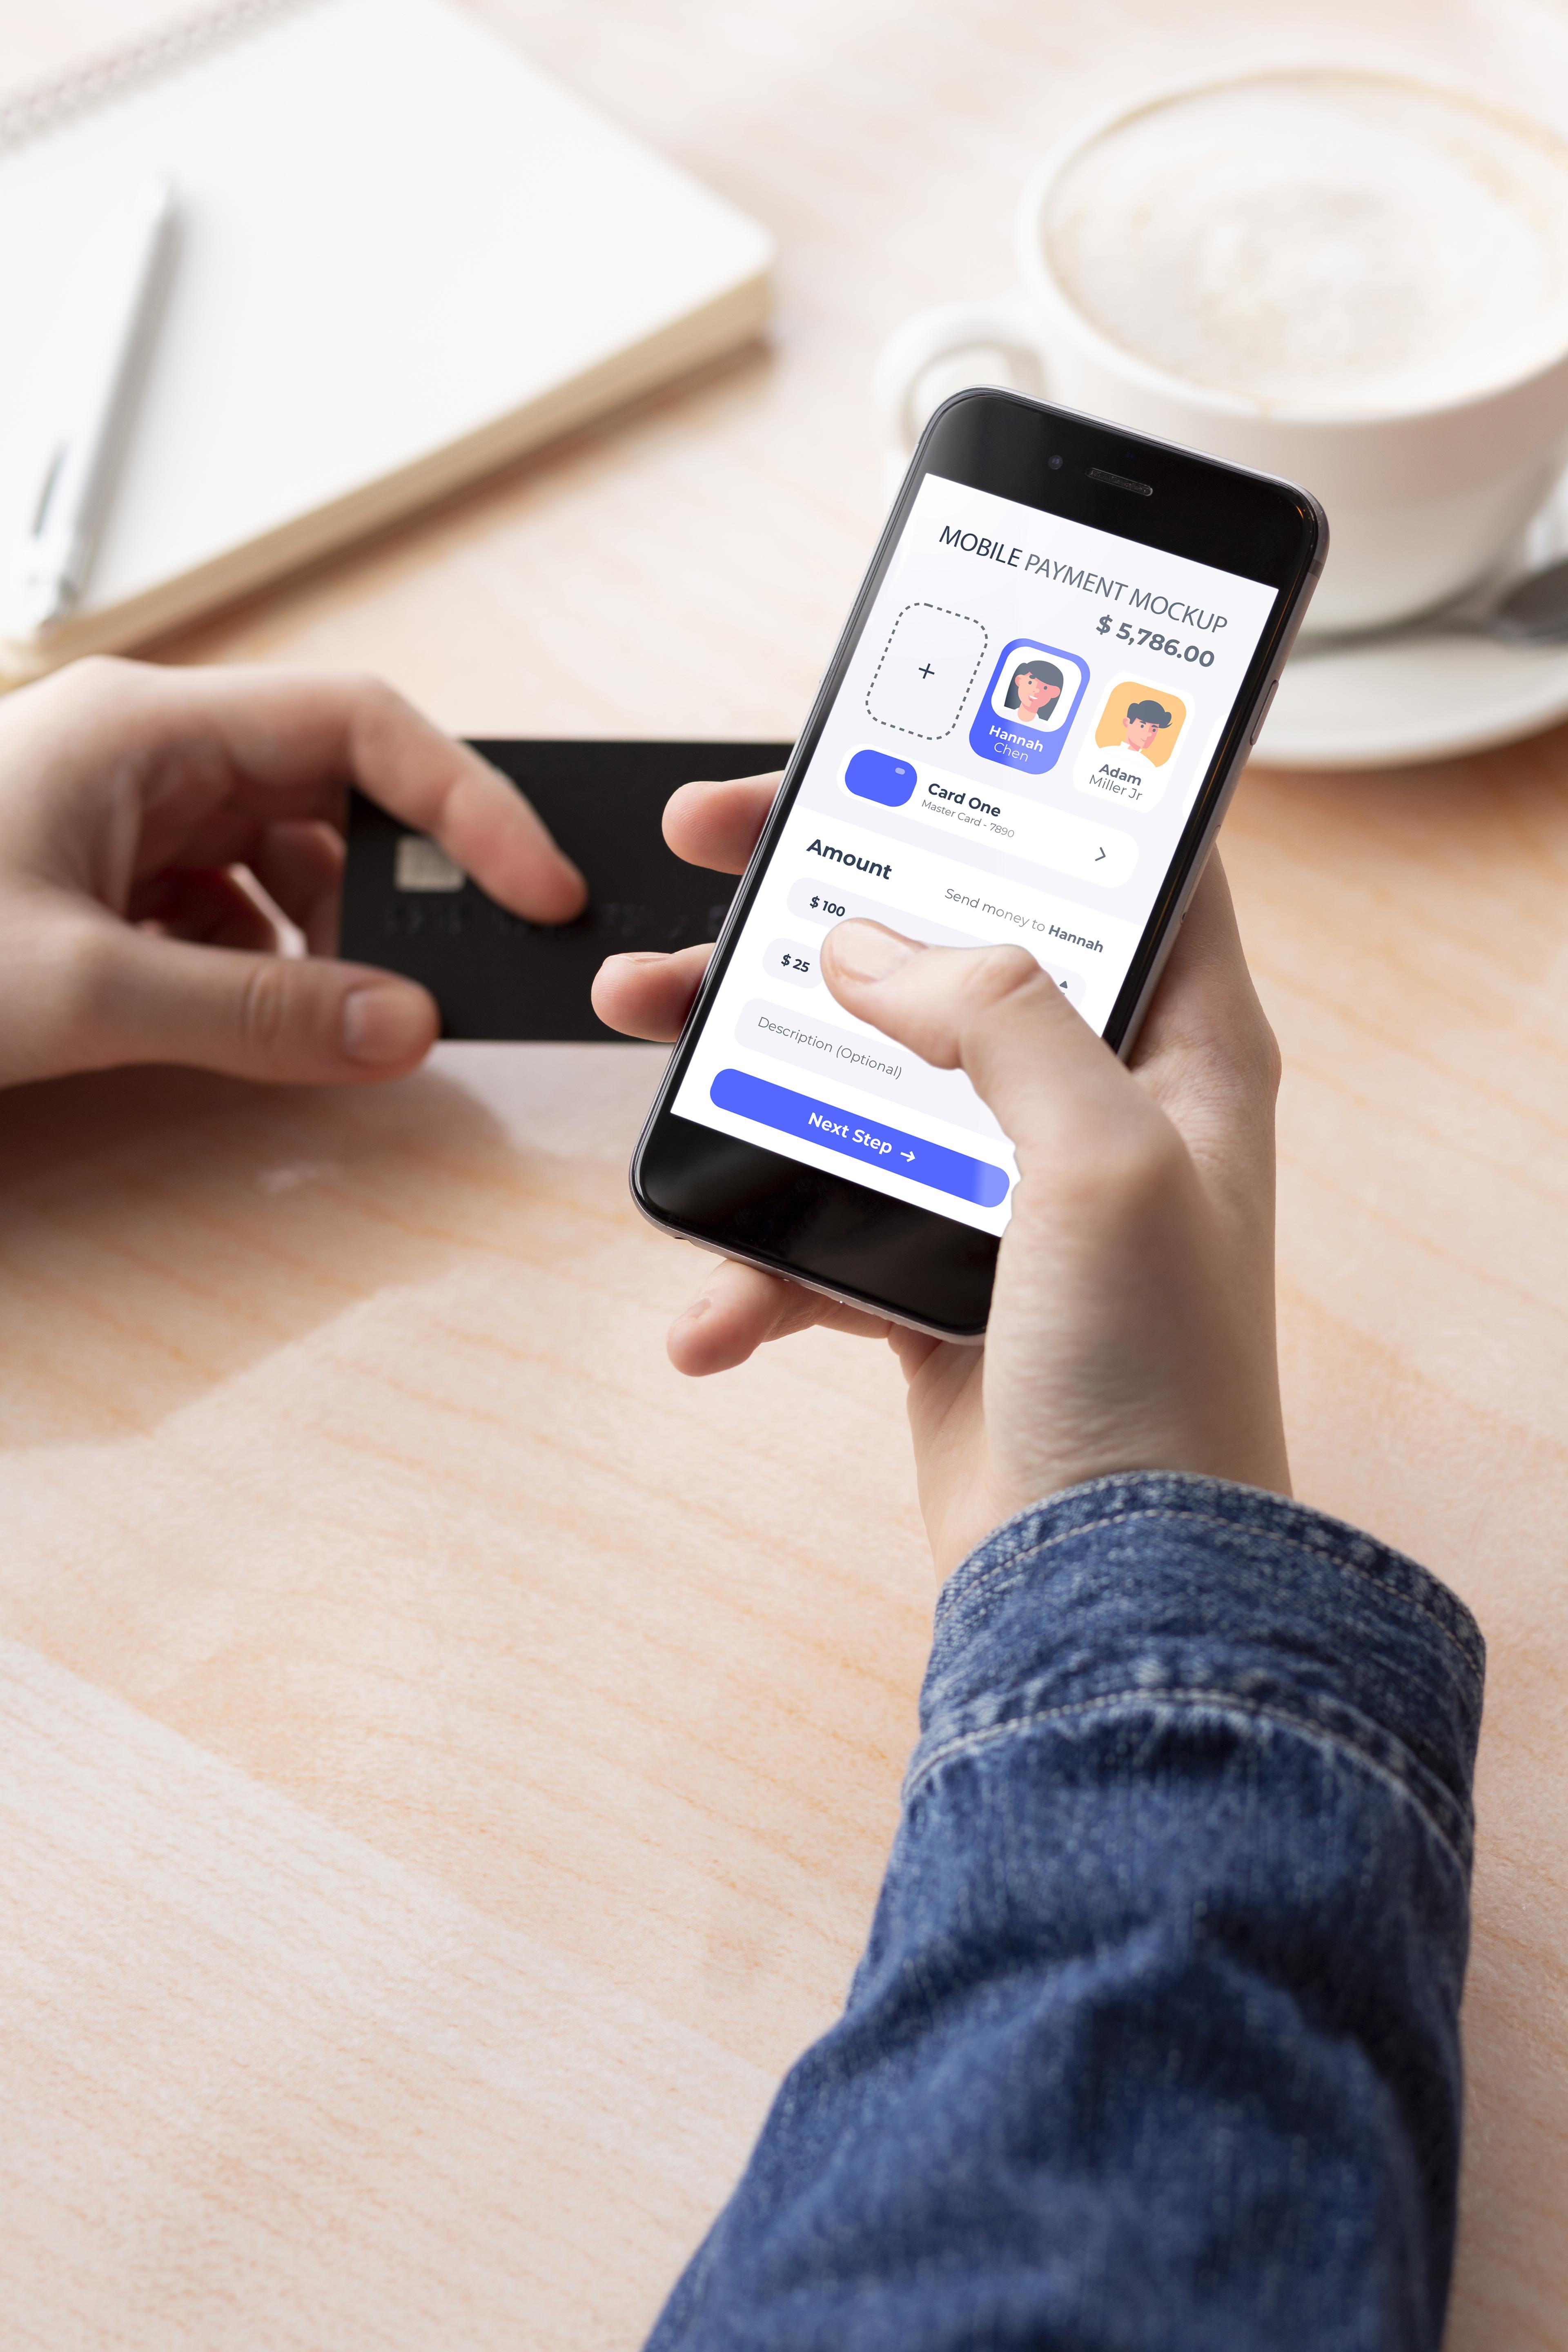 MOBILE PAYMENT MOCKUP
$ 5,786.00
+
Hannah
Chen
Adam
Miller Jr
Card One
Master Card - 7890
Amount
Send money to Hannah
$ 100
$ 25
Description (Optional)
Next Step →